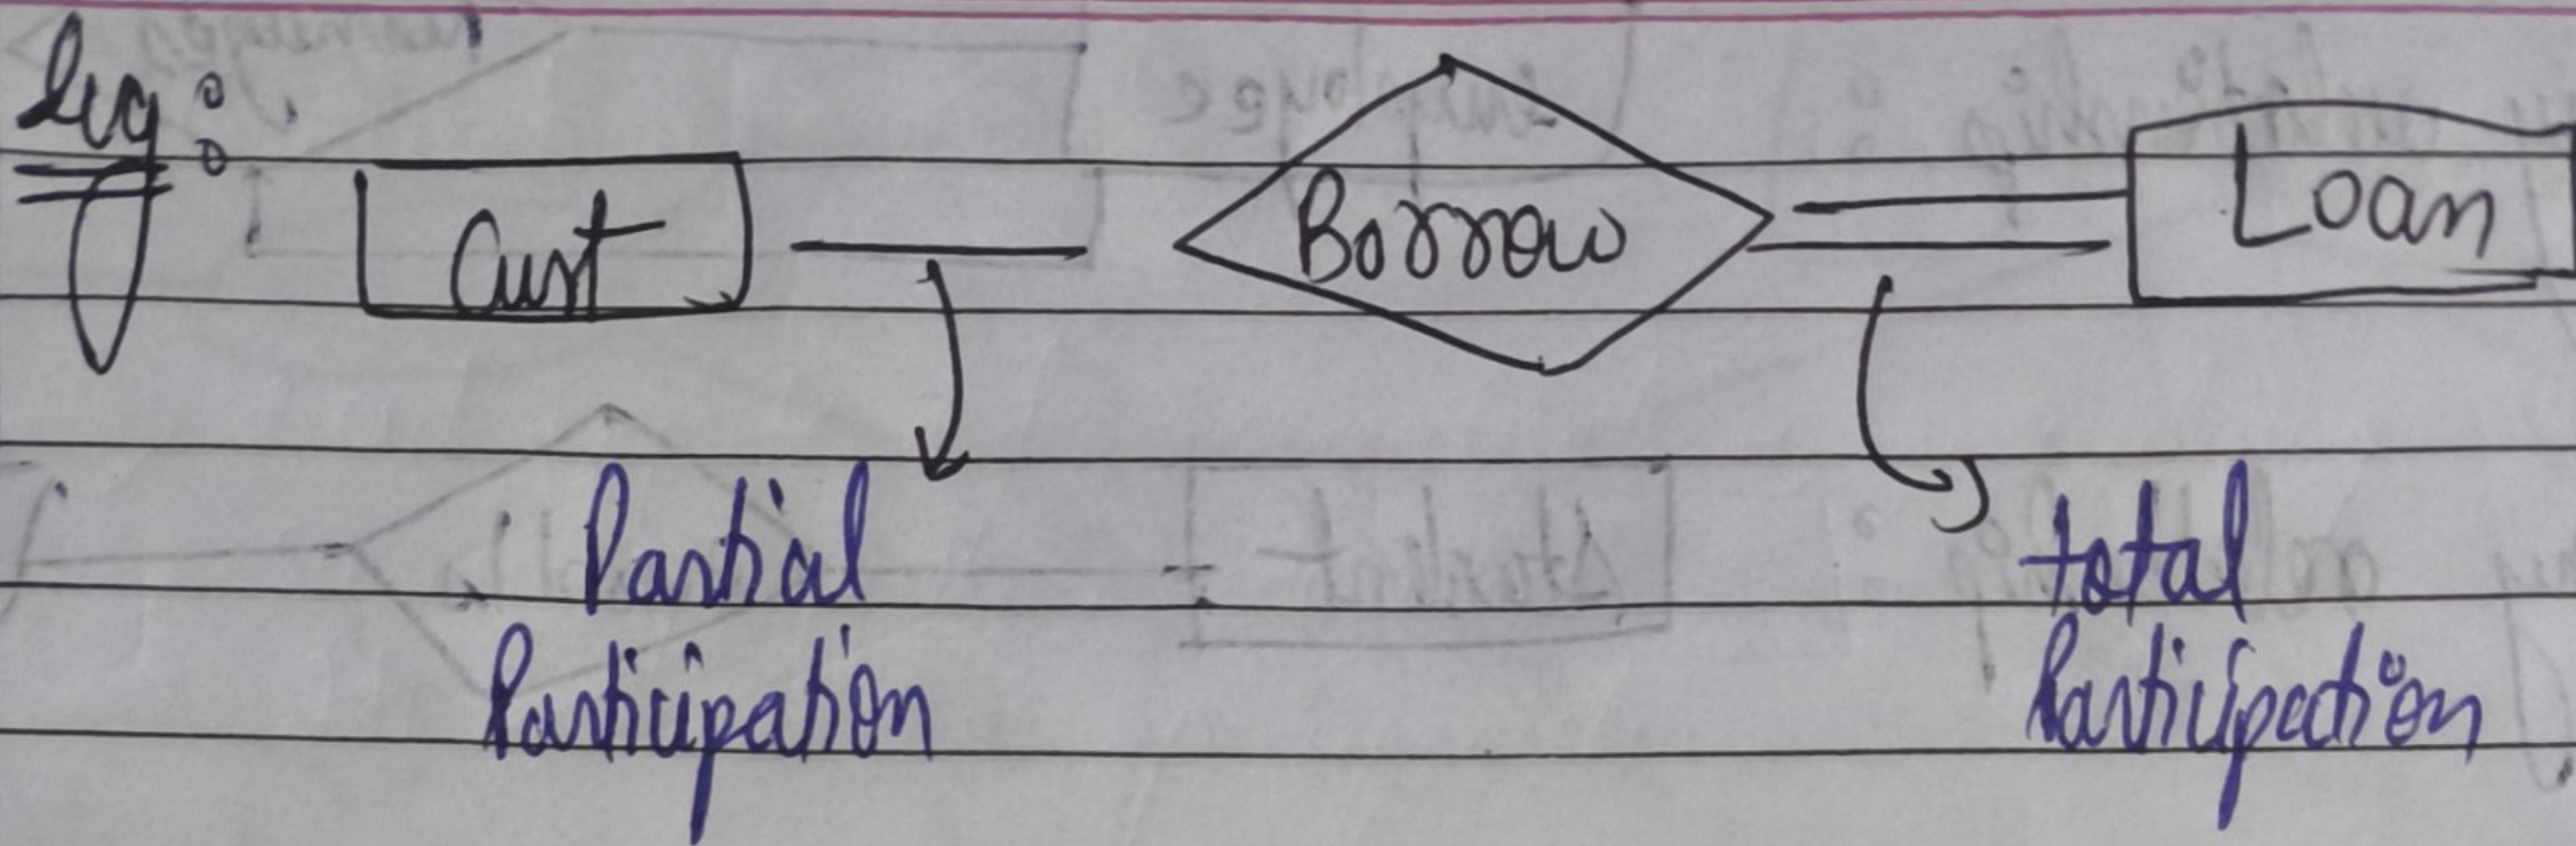 eg:
Cust Borrow Loan
Partial total
Participation Participation